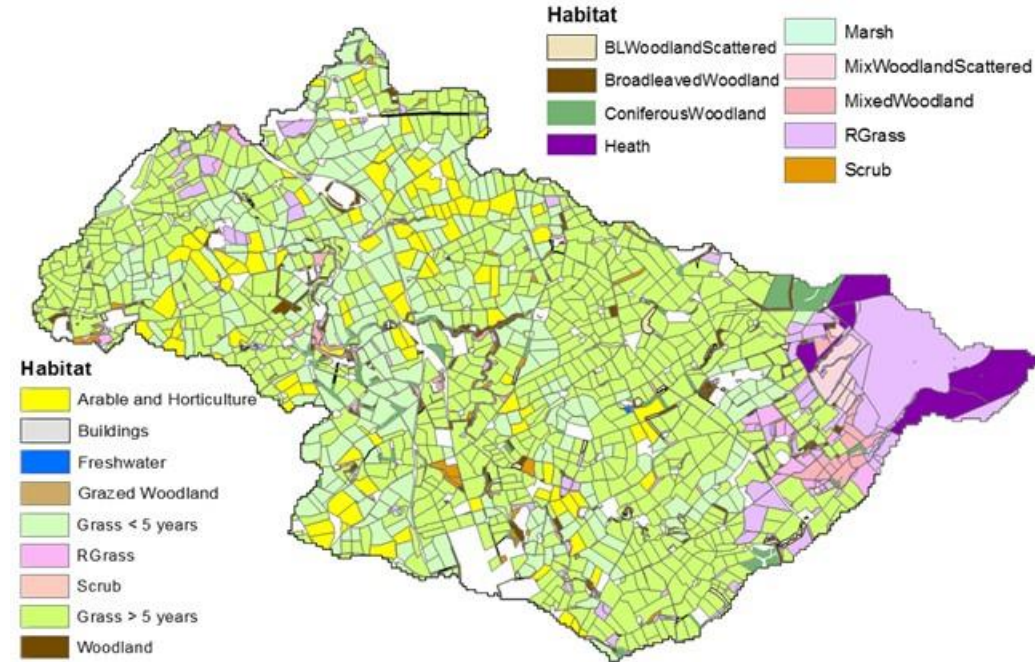 Habitat
BLWoodlandScattered
BroadleavedWoodland
ConiferousWoodland
Heath
Marsh
MixWoodlandScattered
MixedWoodland
RGrass
Scrub
Habitat
Arable and Horticulture
Buildings
Freshwater
Grazed Woodland
Grass < 5 years
RGrass
Scrub
Grass > 5 years
Woodland